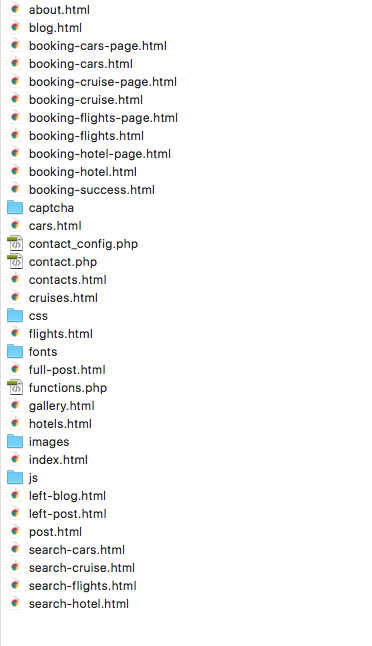 about.html
blog.html
booking-cars-page.html
booking-cars.html
booking-cruise-page.html
booking-cruise.html
booking-flights-page.html
booking-flights.html
booking-hotel-page.html
booking-hotel.html
booking-success.html
captcha
cars.html
contact_config.php
contact.php
contacts.html
cruises.html
css
flights.html
fonts
full-post.html
functions.php
gallery.html
hotels.html
images
index.html
js
left-blog.html
left-post.html
post.html
search-cars.html
search-cruise.html
search-flights.html
search-hotel.html